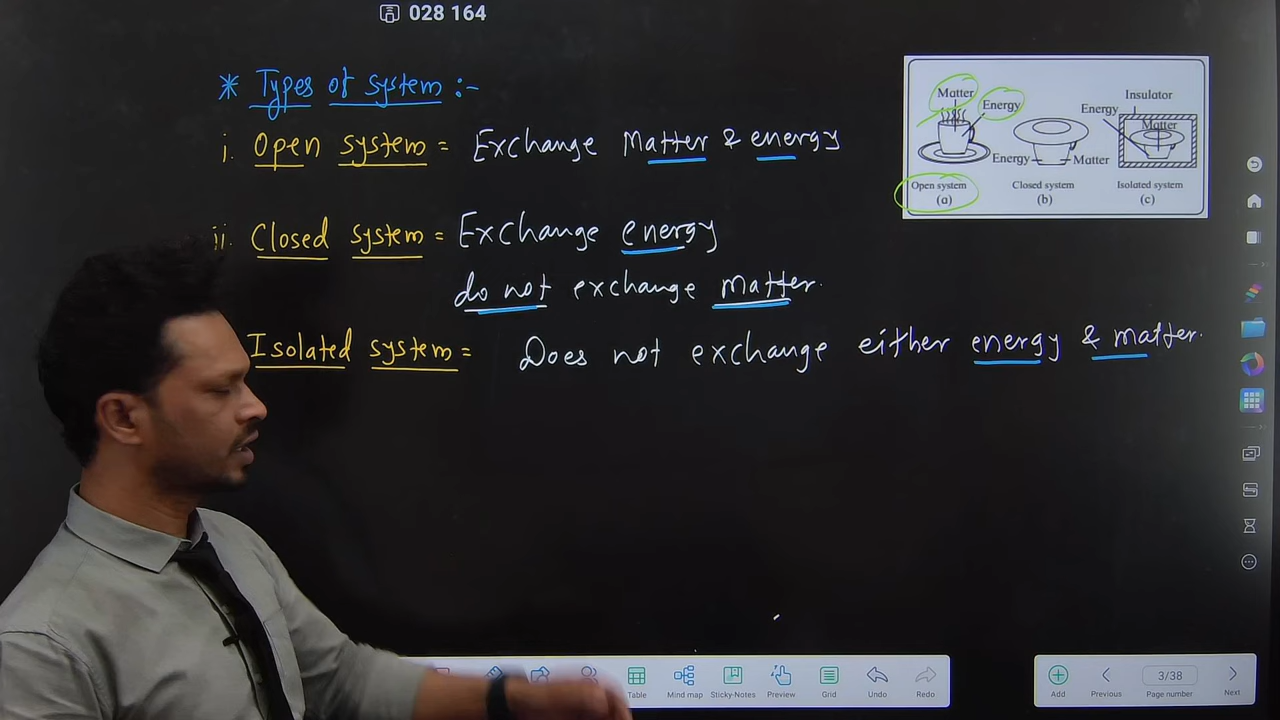 028 164
* Types of system :-
i. Open system = Exchange Matter & energy
ii. Closed system = Exchange energy
do not exchange matter.
Isolated system = Does not exchange either energy & matter.
Matter
Energy
Open system
(a)
Energy
Matter
Closed system
(b)
Insulator
Energy
Matter
Isolated system
(c)
Table
Mind map
Sticky-Notes
Preview
Grid
Undo
Redo
Add
Previous
3/38
Page number
Next